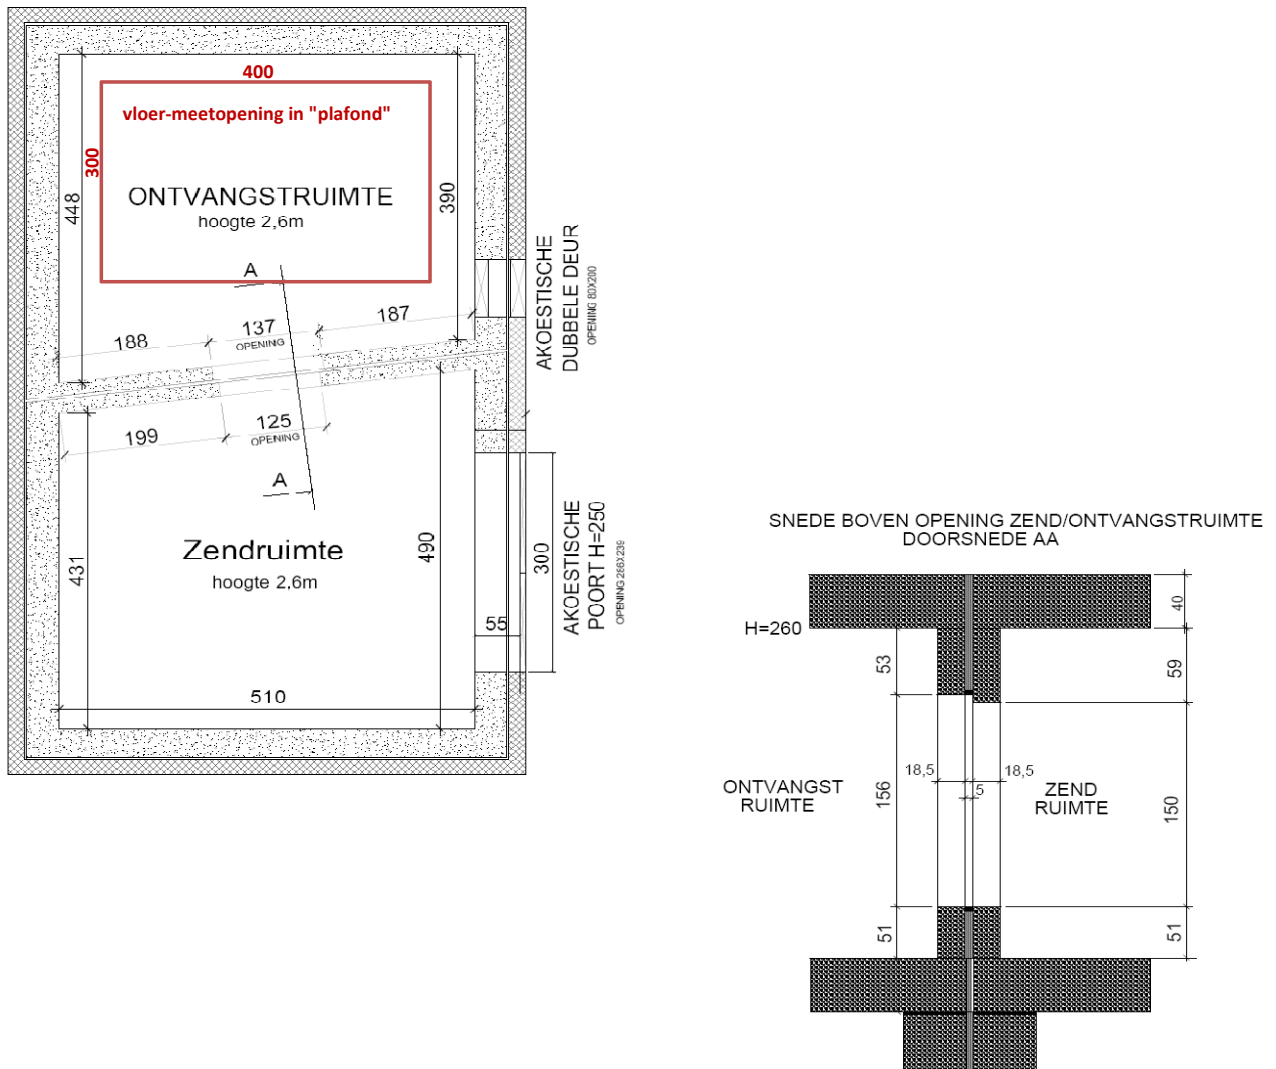 400
vloer-meetopening in "plafond"
300
ONTVANGSTRUIMTE
hoogte 2,6m
448
390
A
188
137
OPENING
187
AKOESTISCHE
DUBBELE DEUR
OPENING 80X200
199
125
OPENING
A
Zendruimte
hoogte 2,6m
431
490
300
AKOESTISCHE
POORT H=250
55
510
SNEDE BOVEN OPENING ZEND/ONTVANGSTRUIMTE
DOORSNEDE AA
40
H=260
53
59
18,5
18,5
5
ONTVANGST
RUIMTE
156
ZEND
RUIMTE
150
51
51